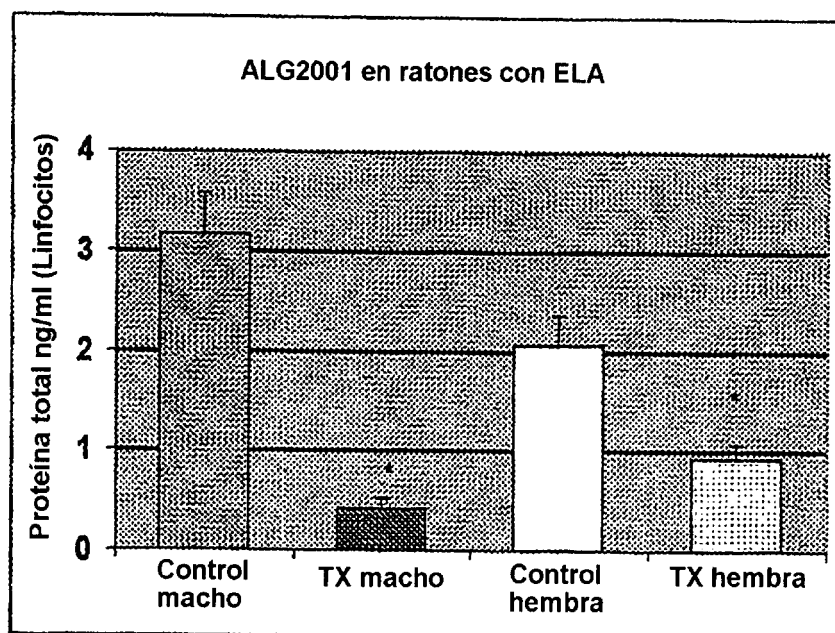 ALG2001 en ratones con ELA
Proteína total ng/ml (Linfocitos)
4
3
2
1
0
Control
macho
TX macho
Control
hembra
TX hembra